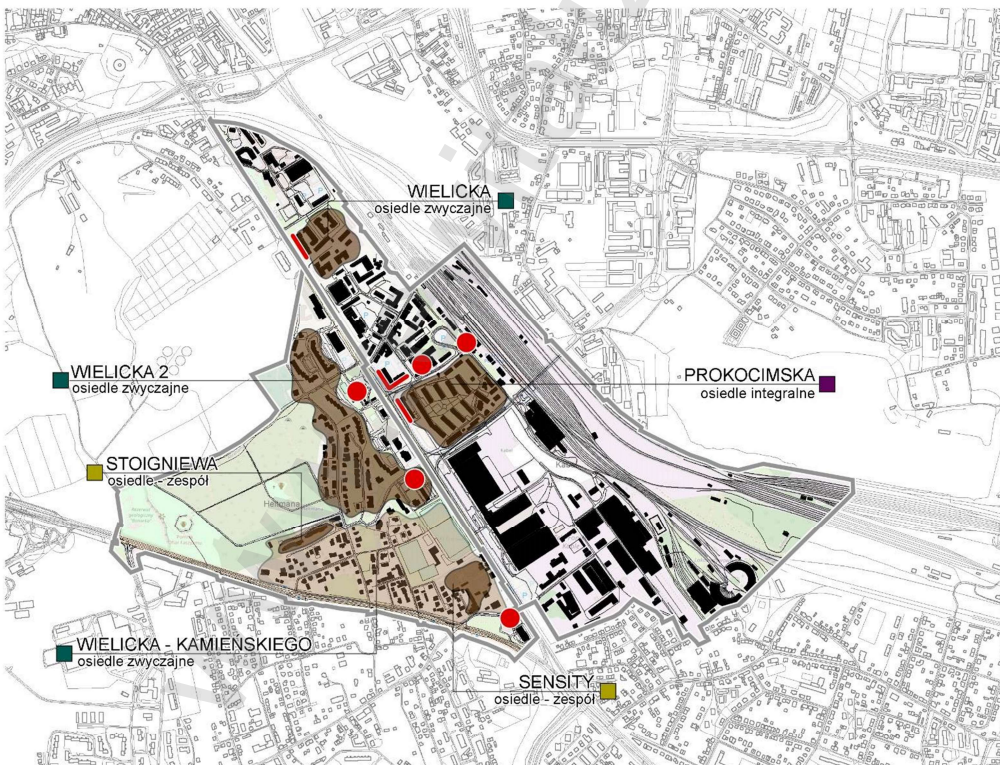 WIELICKA
osiedle zwyczajne
WIELICKA 2
osiedle zwyczajne
PROKOCIMSKA
osiedle integralne
STOIGNIEWA
osiedle - zespół
Kabel
WIELICKA - KAMIEŃSKIEGO
osiedle zwyczajne
SENSITY
osiedle - zespół
P